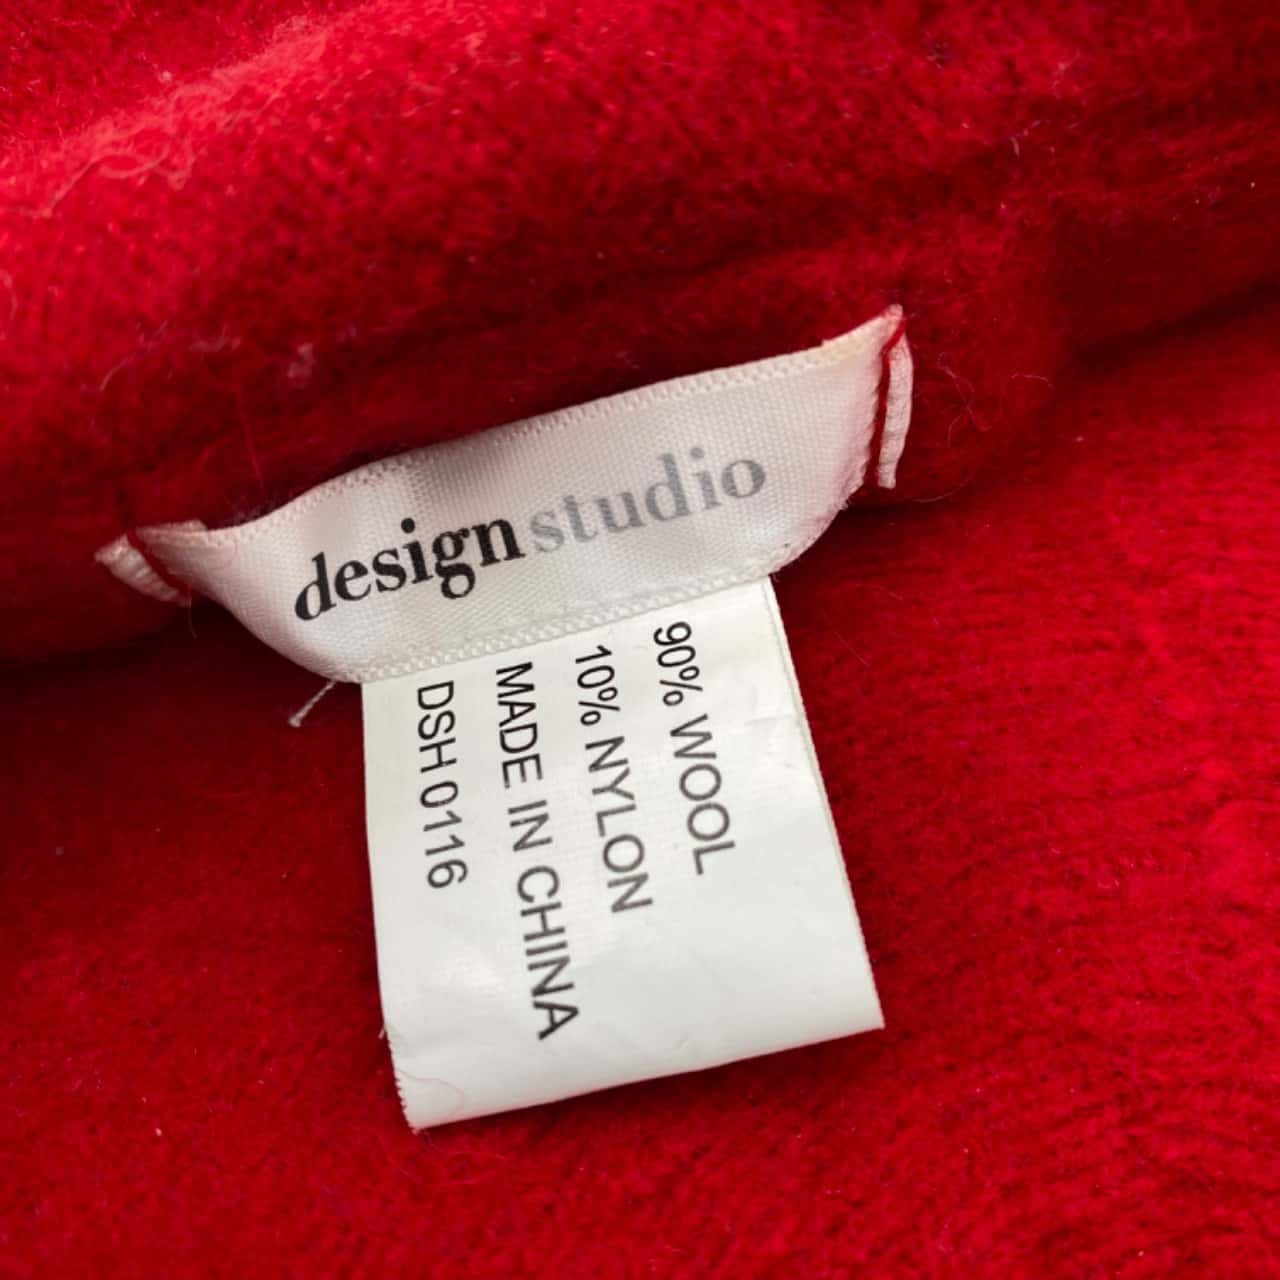 designstudio
90% WOOL
10% NYLON
MADE IN CHINA
DSH 0116